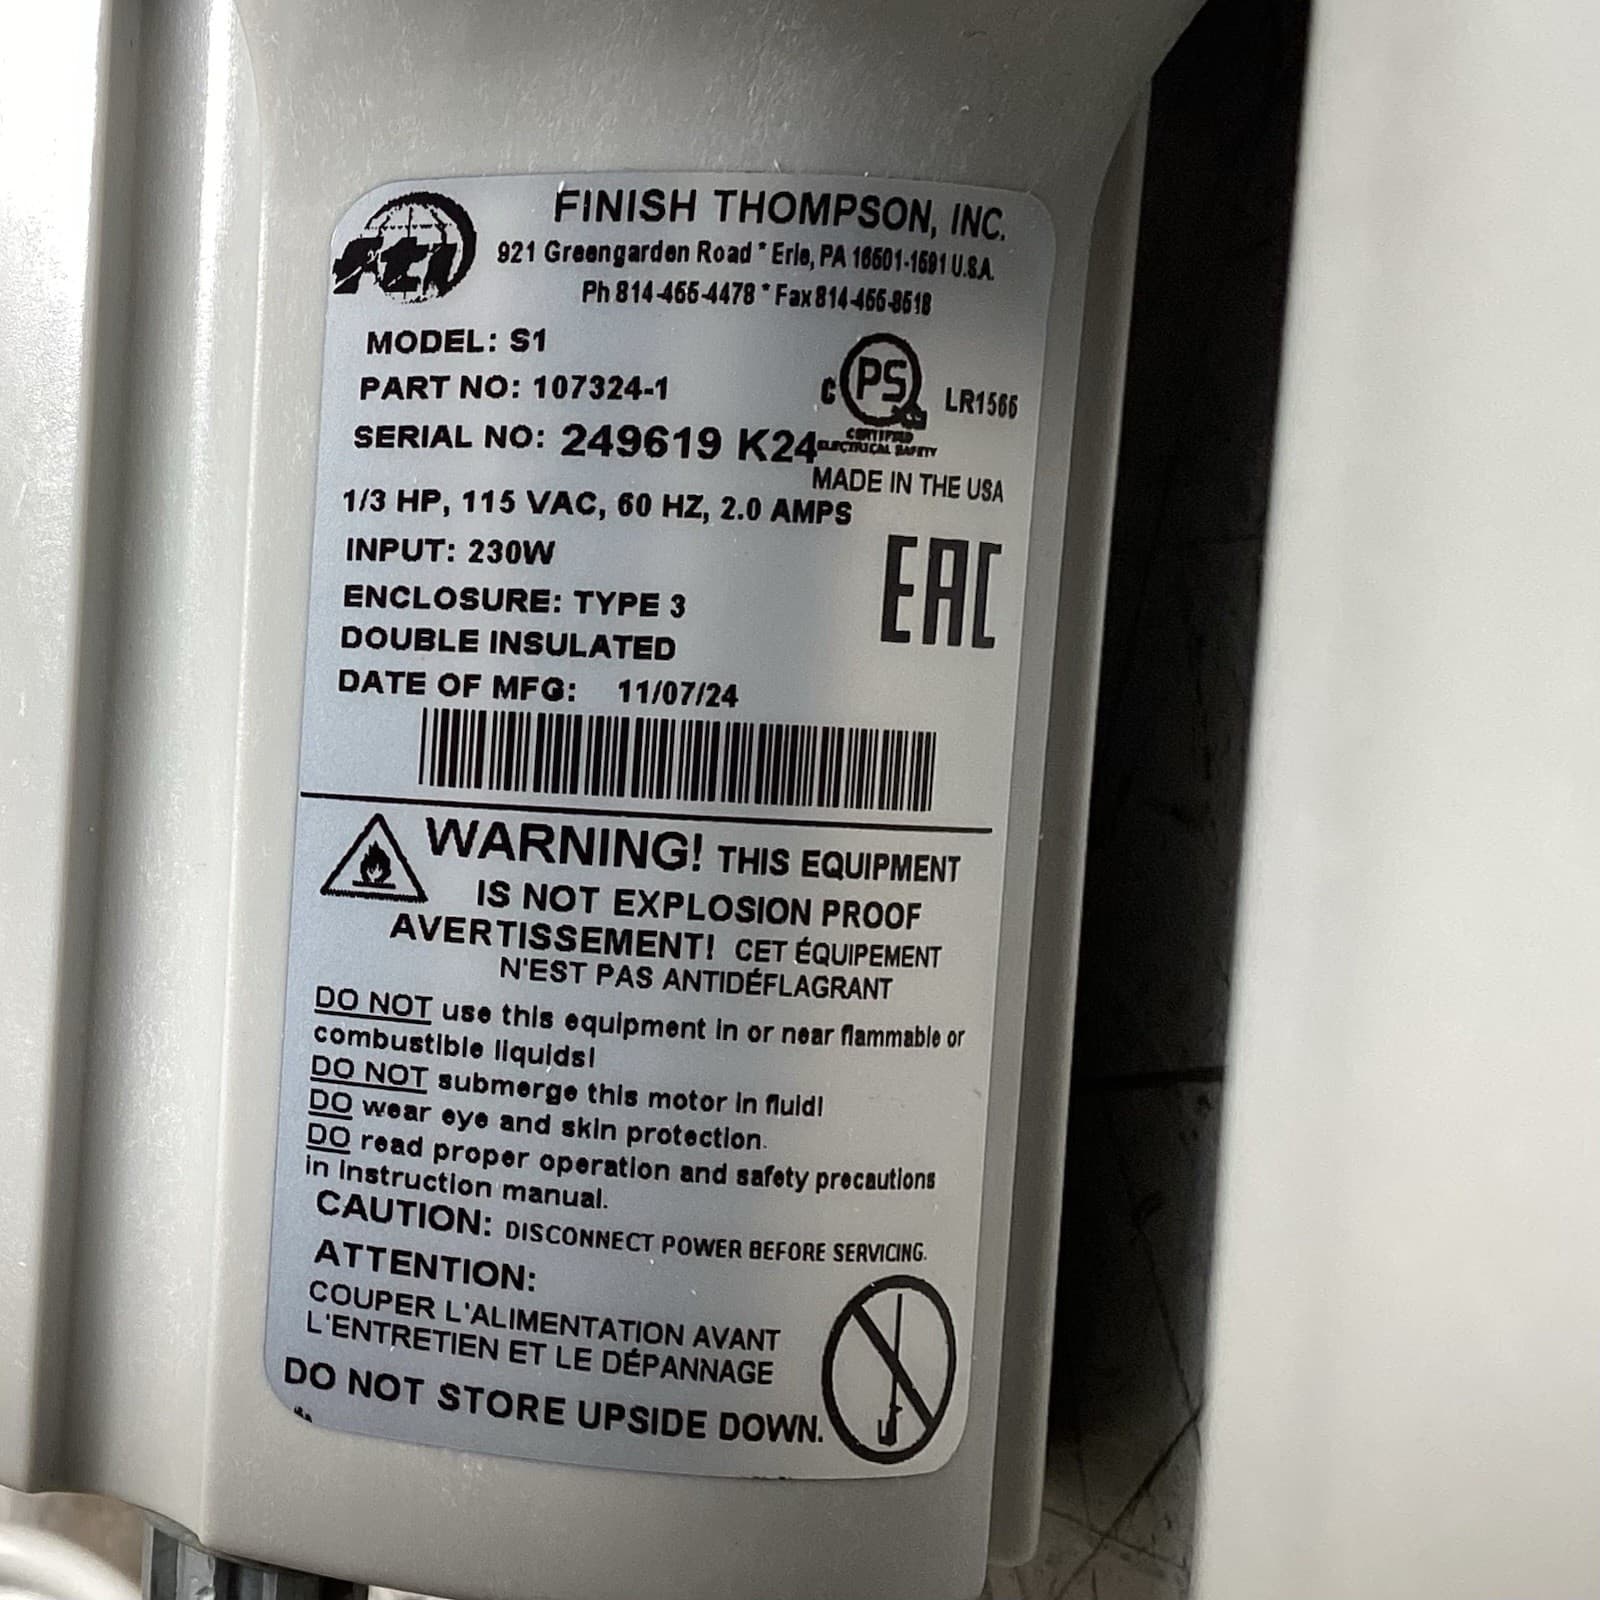 FTI
FINISH THOMPSON, INC.
921 Greengarden Road * Erie, PA 16501-1591 U.S.A.
Ph 814-455-4478 * Fax 814-455-8518
MODEL: S1
PART NO: 107324-1
SERIAL NO: 249619 K24
C PS LR1566
CERTIFIED
ELECTRICAL SAFETY
MADE IN THE USA
1/3 HP, 115 VAC, 60 HZ, 2.0 AMPS
INPUT: 230W
EAC
ENCLOSURE: TYPE 3
DOUBLE INSULATED
DATE OF MFG: 11/07/24
WARNING! THIS EQUIPMENT
IS NOT EXPLOSION PROOF
AVERTISSEMENT! CET ÉQUIPEMENT
N'EST PAS ANTIDÉFLAGRANT
DO NOT use this equipment in or near flammable or
combustible liquids!
DO NOT submerge this motor in fluid!
DO wear eye and skin protection.
DO read proper operation and safety precautions
in instruction manual.
CAUTION: DISCONNECT POWER BEFORE SERVICING.
ATTENTION:
COUPER L'ALIMENTATION AVANT
L'ENTRETIEN ET LE DÉPANNAGE
DO NOT STORE UPSIDE DOWN.